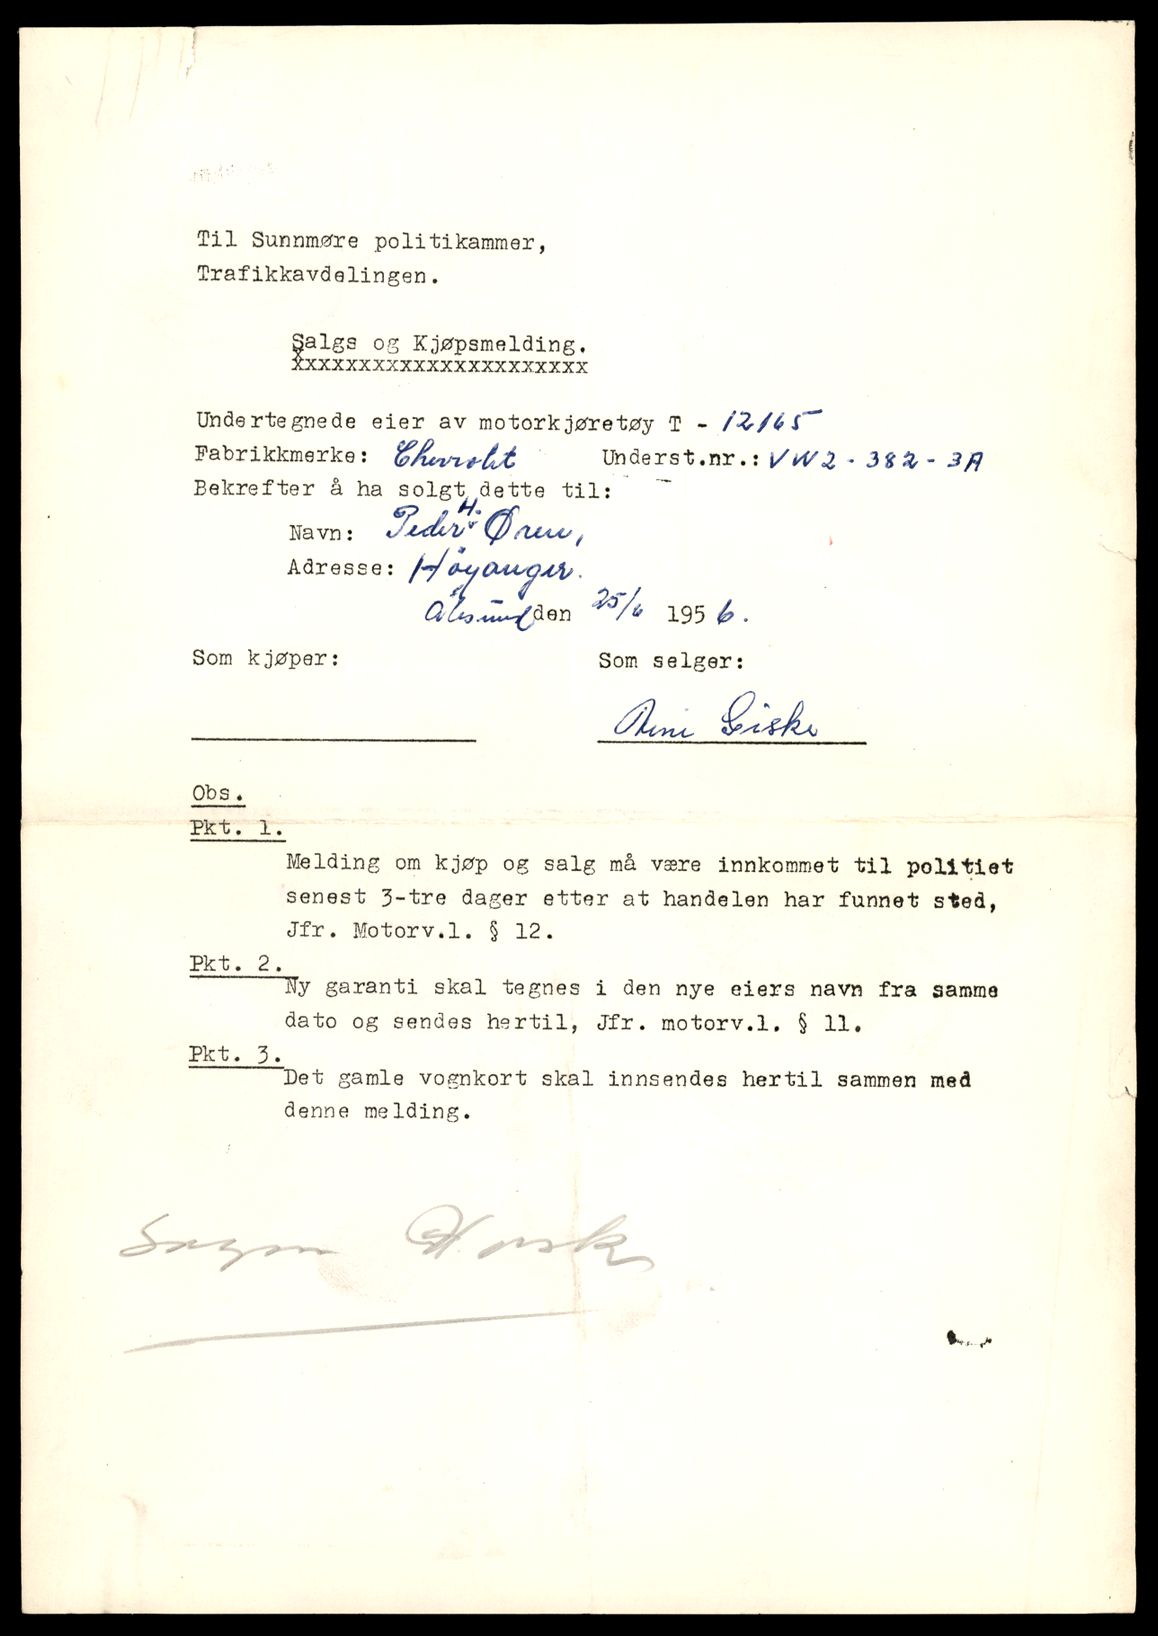 Til Sunnmøre politikammer,
Trafikkavdelingen.
Salgs og Kjøpsmelding.
xxxxxxxxxxxxxxxxxxxxxx
Undertegnede eier av motorkjøretøy T - 12165
Fabrikkmerke: Chevrolet Underst.nr.: VW2-382-3A
Bekrefter å ha solgt dette til:
Navn: Peder H. Øren,
Adresse: Höyanger.
Ålesund den 25/6 1956.
Som kjøper: Som selger:
Giske
Obs.
Pkt. 1.
Melding om kjøp og salg må være innkommet til politiet
senest 3-tre dager etter at handelen har funnet sted,
Jfr. Motorv.l. § 12.
Pkt. 2.
Ny garanti skal tegnes i den nye eiers navn fra samme
dato og sendes hertil, Jfr. motorv.l. § 11.
Pkt. 3.
Det gamle vognkort skal innsendes hertil sammen med
denne melding.